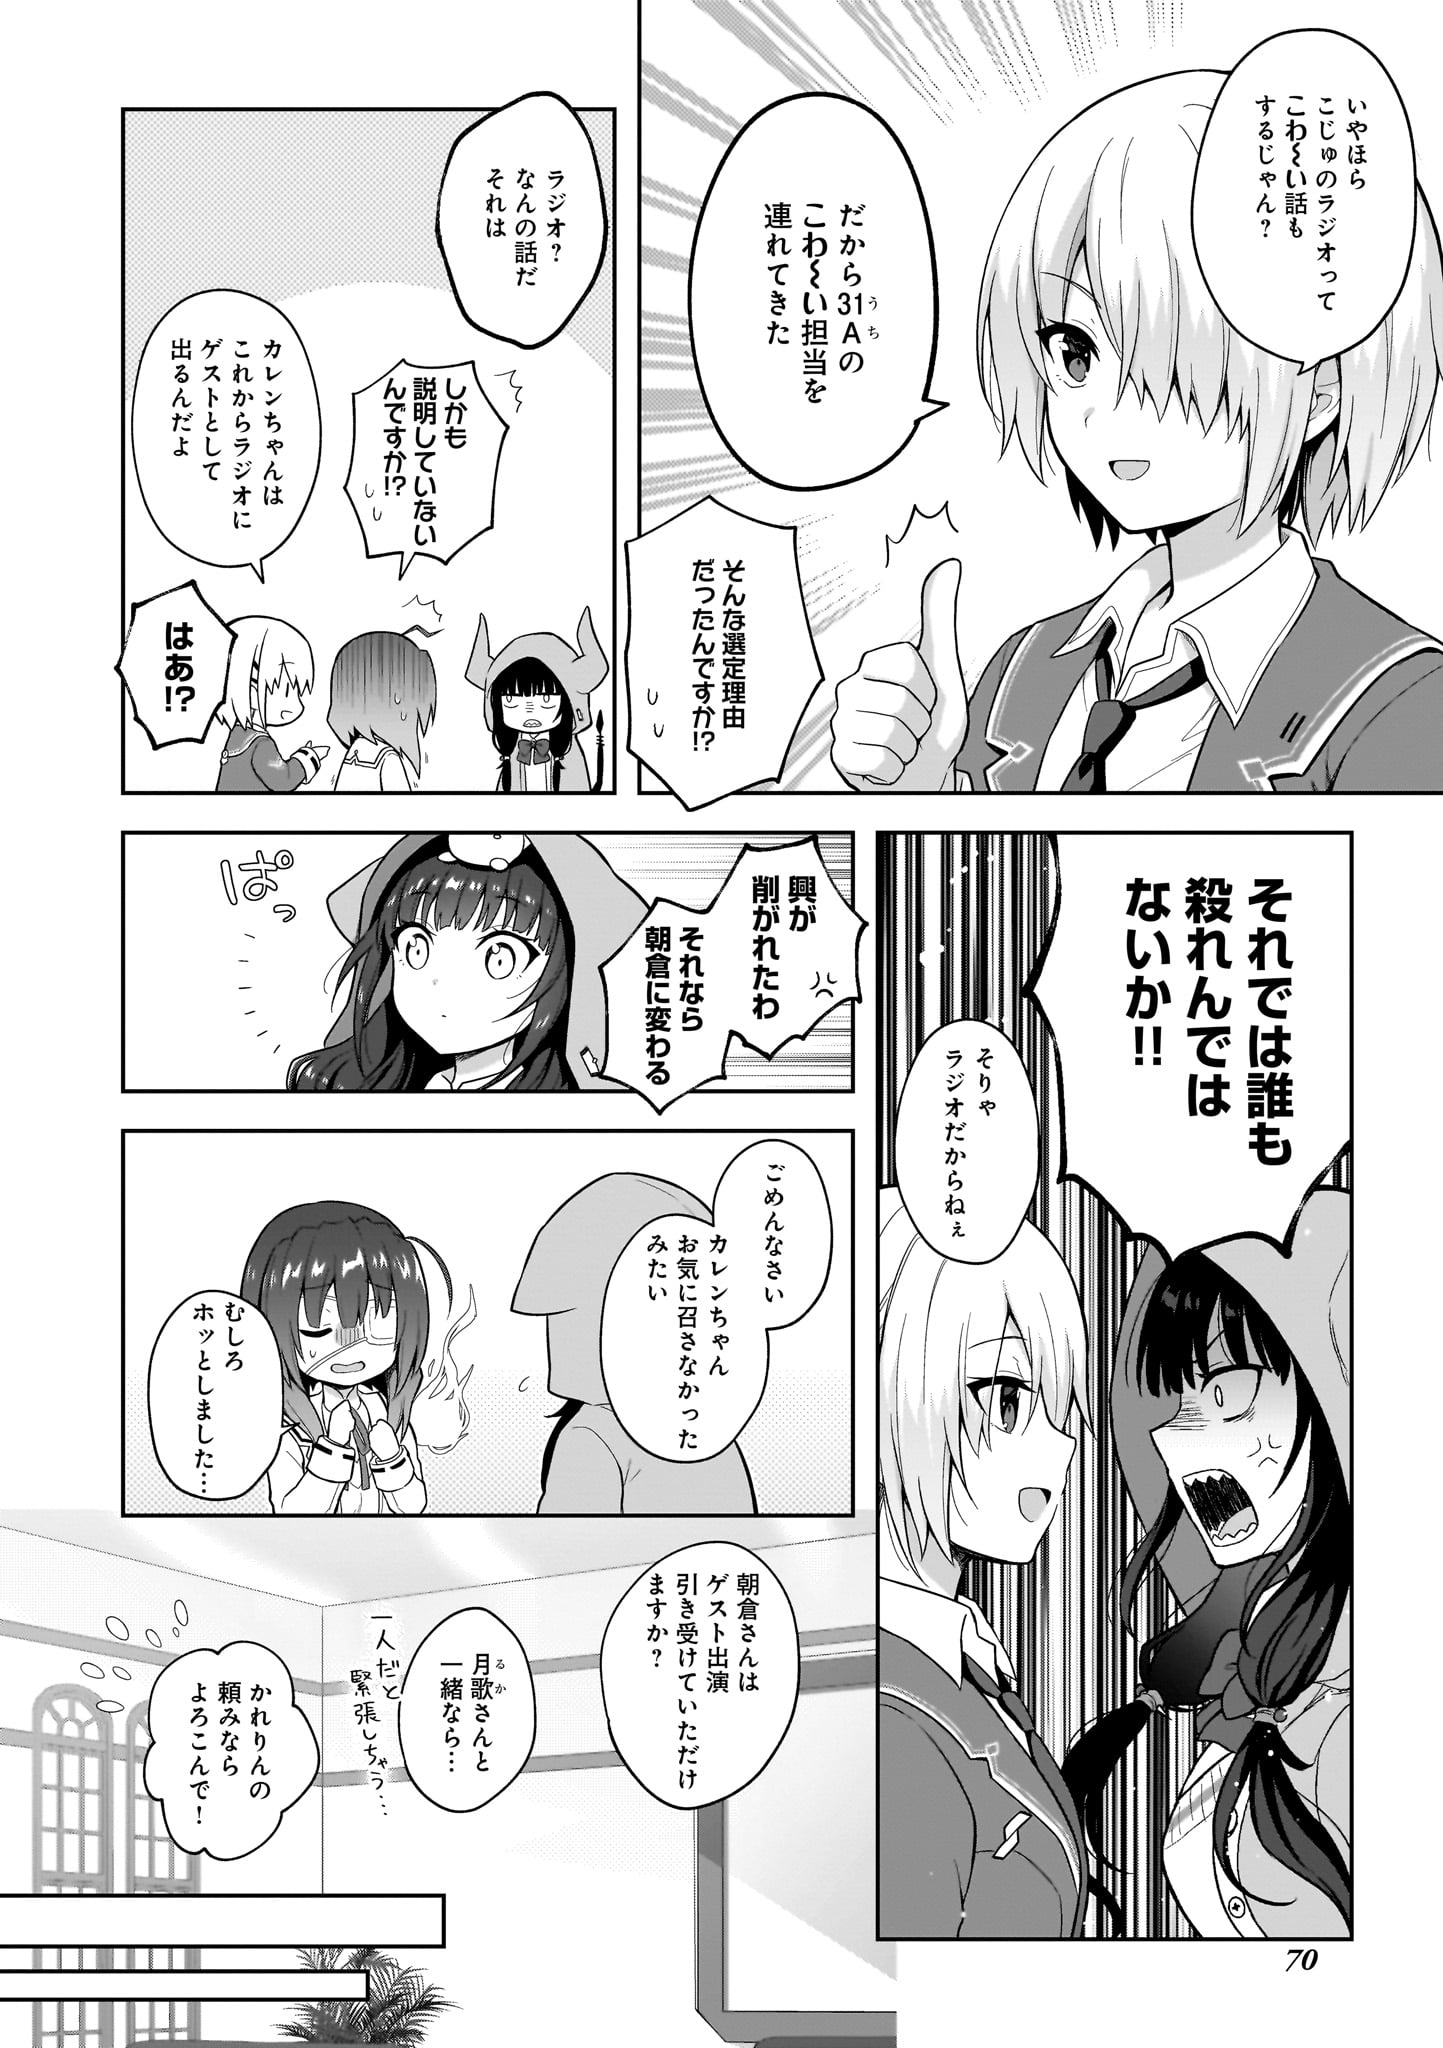 いやほら
こじゅのラジオって
こわ〜い話も
するじゃん?
だから31Aの
うち
こわ〜い担当を
連れてきた
そんな選定理由
だったんですか!?
ラジオ?
なんの話だ
それは
しかも
説明していない
んですか!?
カレンちゃんは
これからラジオに
ゲストとして
出るんだよ
はあ!?
それでは誰も
殺れんでは
ないか!!
そりゃ
ラジオだからねぇ
興が
削がれたわ
それなら
朝倉に変わる
ぱっ
ごめんなさい
カレンちゃん
お気に召さなかった
みたい
むしろ
ホッとしました…
朝倉さんは
ゲスト出演
引き受けていただけ
ますか?
月歌さんと
るか
一緒なら…
一人だと
緊張しちゃう…
かれりんの
頼みなら
よろこんで!
70